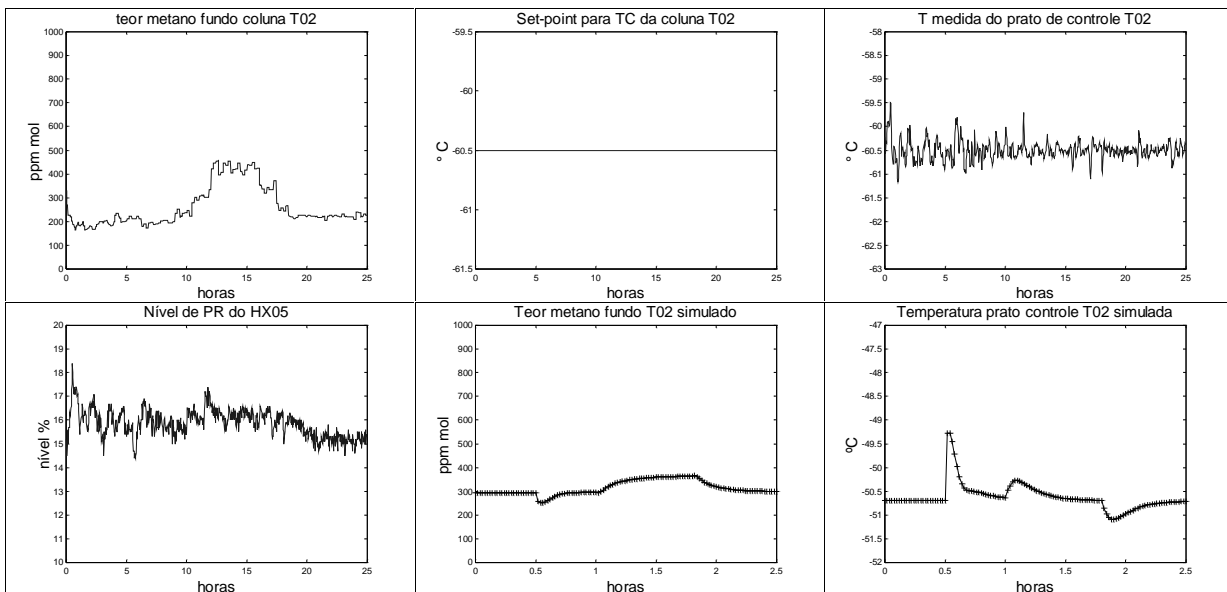 teor metano fundo coluna T02
1000
900
800
700
600
500
400
300
200
100
0
ppm mol
0 5 10 15 20 25
horas
Set-point para TC da coluna T02
-59.5
-60
-60.5
-61
-61.5
º C
0 5 10 15 20 25
horas
T medida do prato de controle T02
-58
-58.5
-59
-59.5
-60
-60.5
-61
-61.5
-62
-62.5
-63
º C
0 5 10 15 20 25
horas
Nível de PR do HX05
20
19
18
17
16
15
14
13
12
11
10
nível %
0 5 10 15 20 25
horas
Teor metano fundo T02 simulado
1000
900
800
700
600
500
400
300
200
100
0
ppm mol
0 0.5 1 1.5 2 2.5
horas
Temperatura prato controle T02 simulada
-47
-47.5
-48
-48.5
-49
-49.5
-50
-50.5
-51
-51.5
-52
ºC
0 0.5 1 1.5 2 2.5
horas